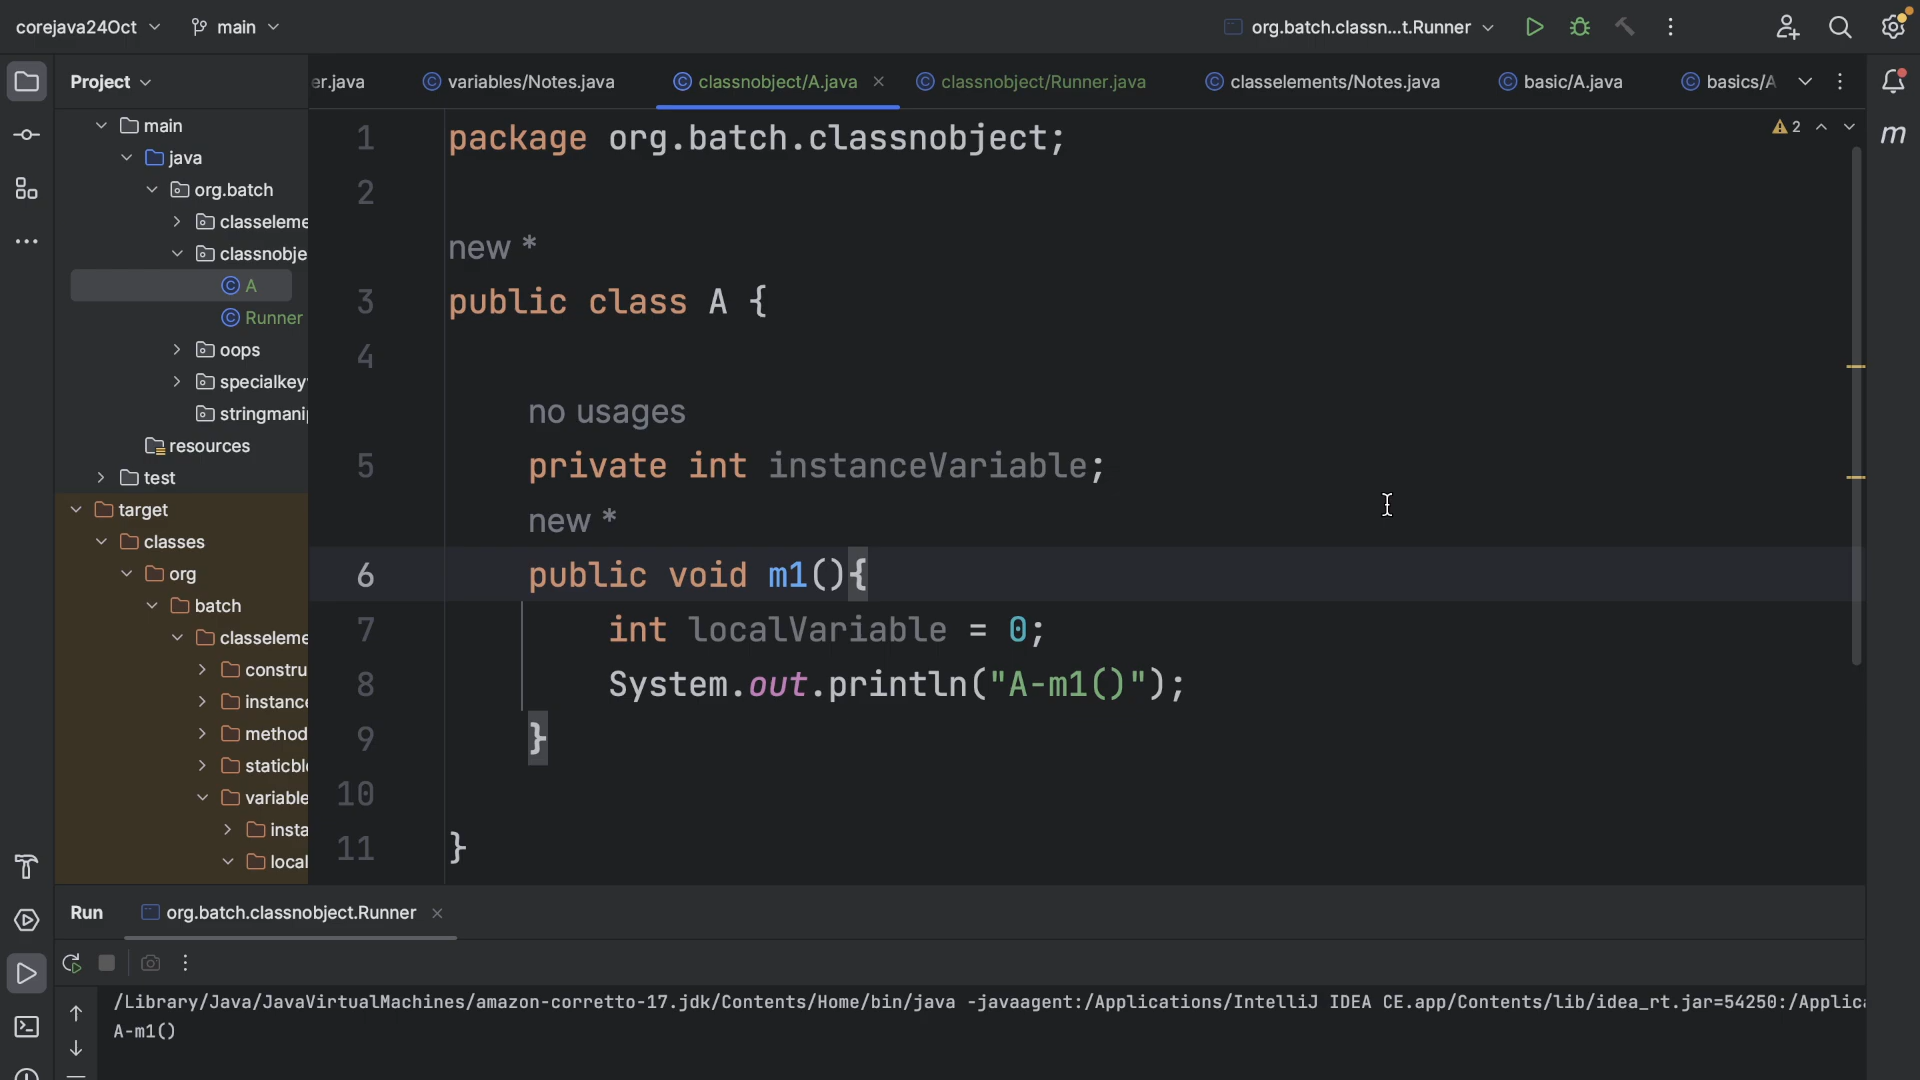 corejava24Oct
main
org.batch.classn...t.Runner
Project
er.java
variables/Notes.java
classnobject/A.java
classnobject/Runner.java
classelements/Notes.java
basic/A.java
basics/A
main
java
org.batch
classeleme
classnobje
A
Runner
oops
specialkey
stringmani
resources
test
target
classes
org
batch
classeleme
constru
instance
method
staticbl
variable
insta
local
2
1 package org.batch.classnobject;
2
new *
3 public class A {
4
no usages
5 private int instanceVariable;
new *
6 public void m1(){
7 int localVariable = 0;
8 System.out.println("A-m1()");
9 }
10
11 }
m
Run
org.batch.classnobject.Runner
/Library/Java/JavaVirtualMachines/amazon-corretto-17.jdk/Contents/Home/bin/java -javaagent:/Applications/IntelliJ IDEA CE.app/Contents/lib/idea_rt.jar=54250:/Applica
A-m1()